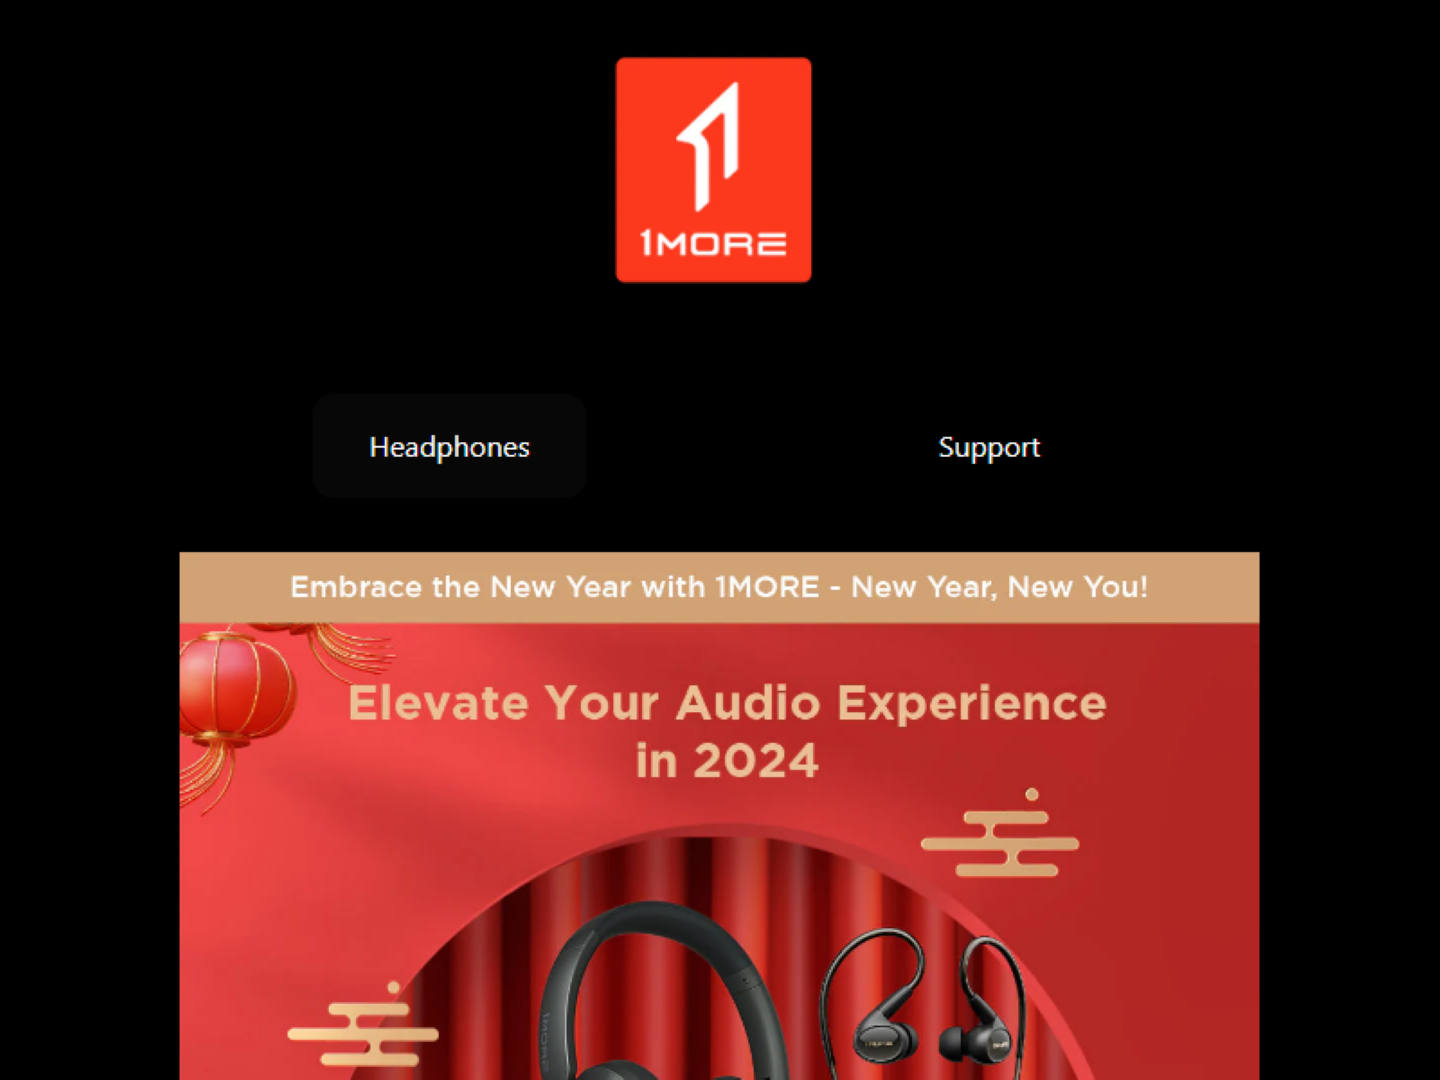 1MORE
Headphones
Support
Embrace the New Year with 1MORE - New Year, New You!
Elevate Your Audio Experience
in 2024
1MORE